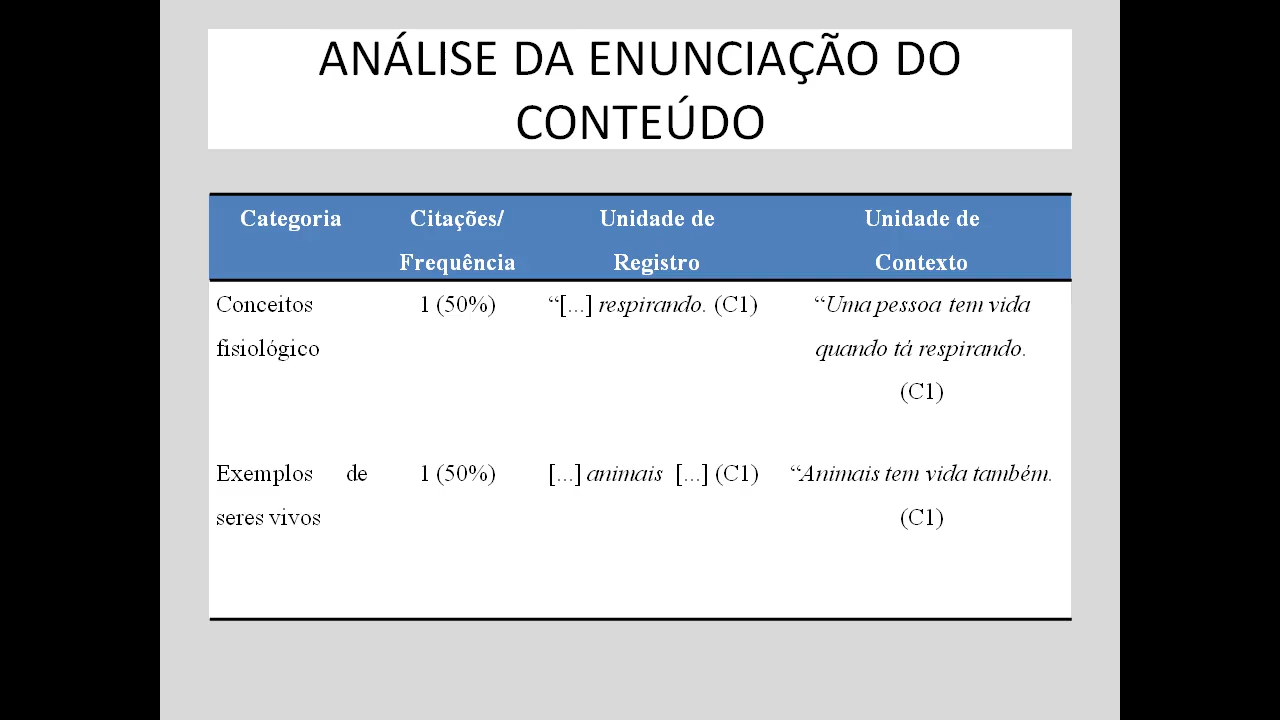 ANÁLISE DA ENUNCIAÇÃO DO
CONTEÚDO
Categoria Citações/ Unidade de Unidade de
Frequência Registro Contexto
Conceitos 1 (50%) “[...] respirando. (C1) “Uma pessoa tem vida
fisiológico quando tá respirando.
(C1)
Exemplos de 1 (50%) [...] animais [...] (C1) “Animais tem vida também.
seres vivos (C1)